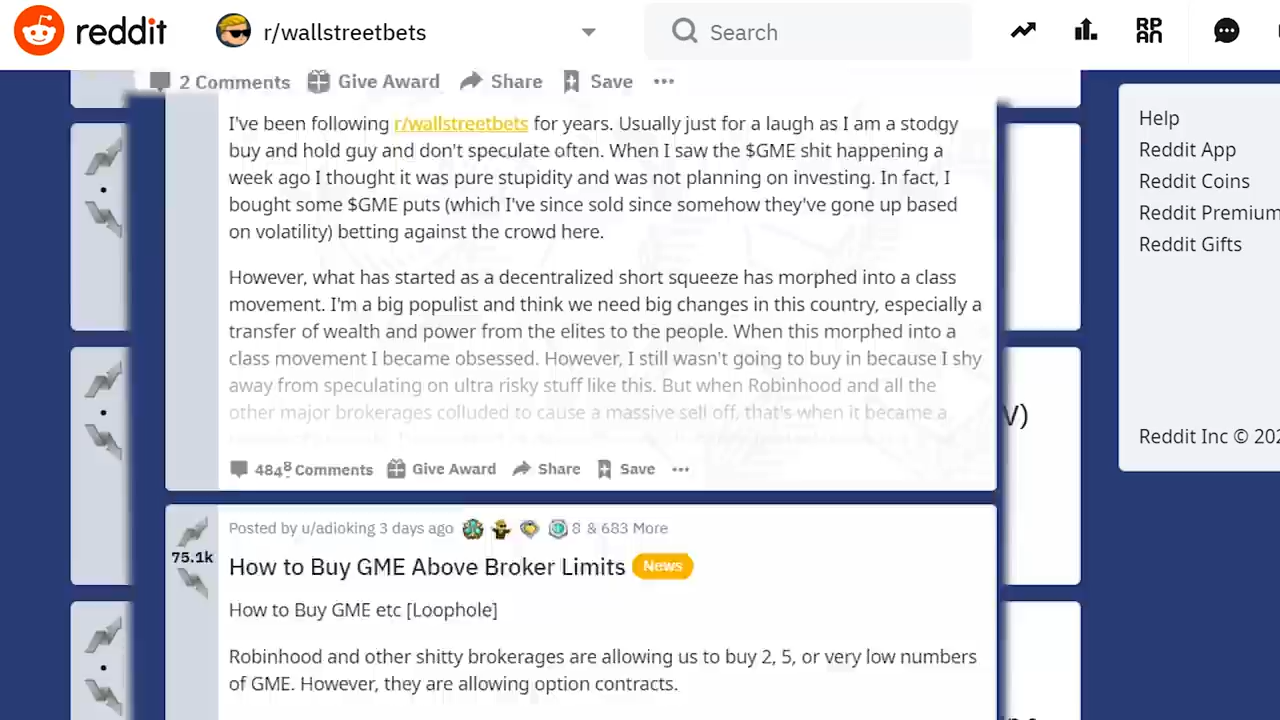 reddit
r/wallstreetbets
Search
RPAN
2 Comments Give Award Share Save
I've been following r/wallstreetbets for years. Usually just for a laugh as I am a stodgy
buy and hold guy and don't speculate often. When I saw the $GME shit happening a
week ago I thought it was pure stupidity and was not planning on investing. In fact, I
bought some $GME puts (which I've since sold since somehow they've gone up based
on volatility) betting against the crowd here.
However, what has started as a decentralized short squeeze has morphed into a class
movement. I'm a big populist and think we need big changes in this country, especially a
transfer of wealth and power from the elites to the people. When this morphed into a
class movement I became obsessed. However, I still wasn't going to buy in because I shy
away from speculating on ultra risky stuff like this. But when Robinhood and all the
other major brokerages colluded to cause a massive sell off, that's when it became a
4848 Comments Give Award Share Save
Posted by u/adioking 3 days ago 8 & 683 More
75.1k
How to Buy GME Above Broker Limits News
How to Buy GME etc [Loophole]
Robinhood and other shitty brokerages are allowing us to buy 2, 5, or very low numbers
of GME. However, they are allowing option contracts.
V)
Help
Reddit App
Reddit Coins
Reddit Premium
Reddit Gifts
Reddit Inc © 202